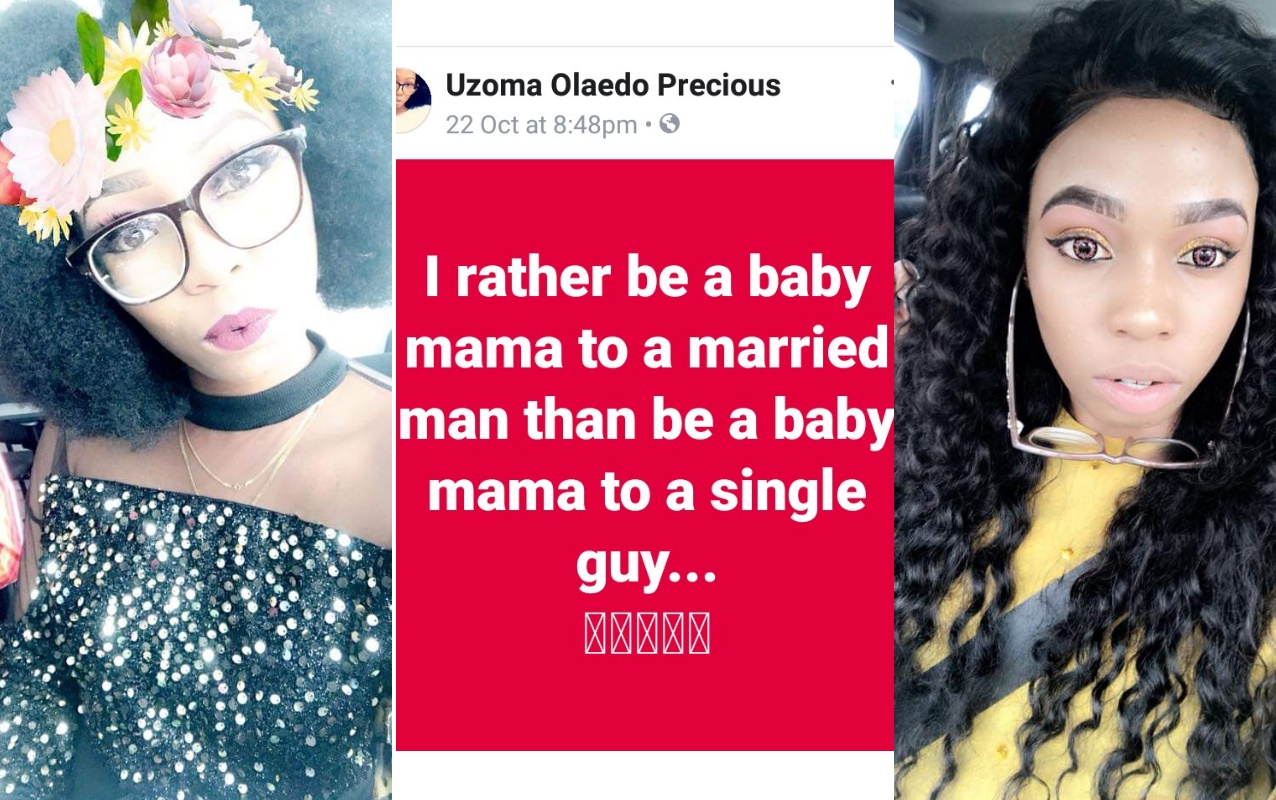 Uzoma Olaedo Precious
22 Oct at 8:48pm •
I rather be a baby
mama to a married
man than be a baby
mama to a single
guy...